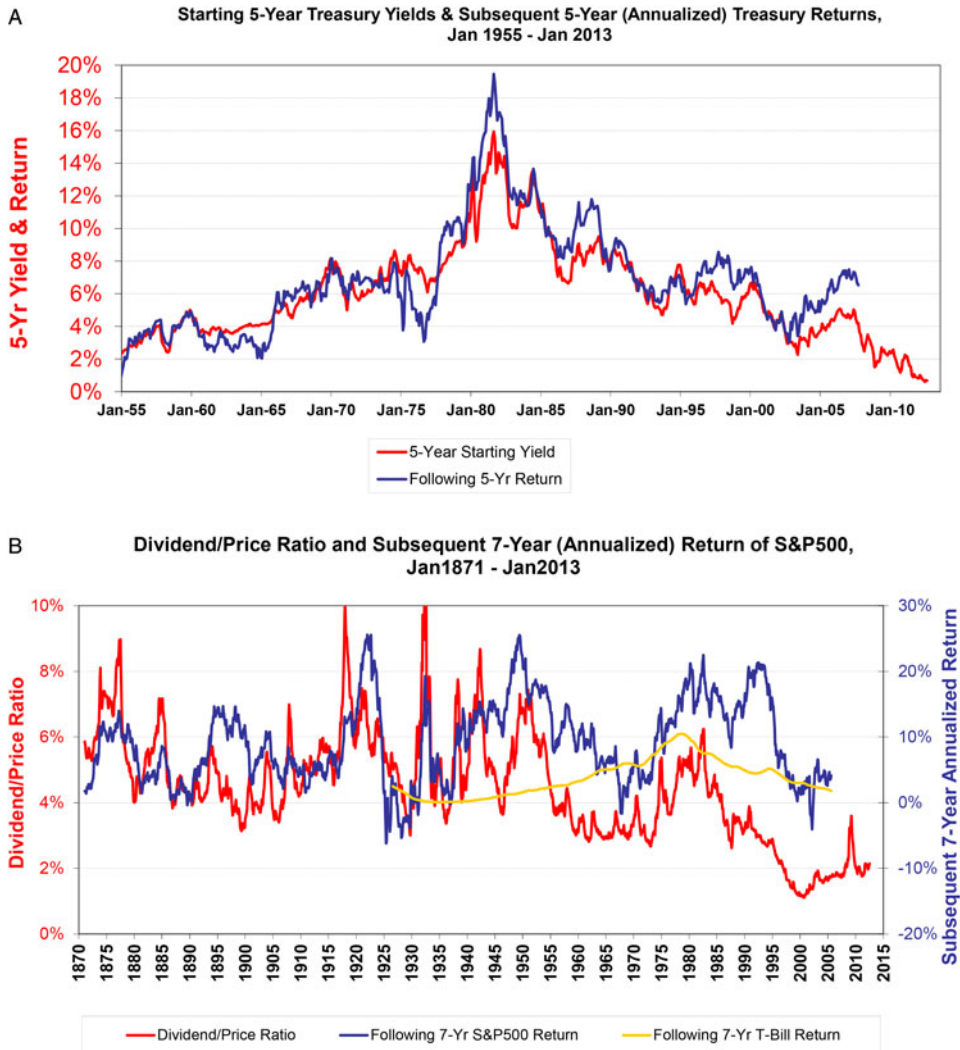 A
Starting 5-Year Treasury Yields & Subsequent 5-Year (Annualized) Treasury Returns,
Jan 1955 - Jan 2013
5-Yr Yield & Return
20%
18%
16%
14%
12%
10%
8%
6%
4%
2%
0%
Jan-55 Jan-60 Jan-65 Jan-70 Jan-75 Jan-80 Jan-85 Jan-90 Jan-95 Jan-00 Jan-05 Jan-10
5-Year Starting Yield
Following 5-Yr Return
B
Dividend/Price Ratio and Subsequent 7-Year (Annualized) Return of S&P500,
Jan1871 - Jan2013
Dividend/Price Ratio
10%
8%
6%
4%
2%
0%
30%
20%
10%
0%
-10%
-20%
Subsequent 7-Year Annualized Return
1870 1875 1880 1885 1890 1895 1900 1905 1910 1915 1920 1925 1930 1935 1940 1945 1950 1955 1960 1965 1970 1975 1980 1985 1990 1995 2000 2005 2010 2015
Dividend/Price Ratio Following 7-Yr S&P500 Return Following 7-Yr T-Bill Return